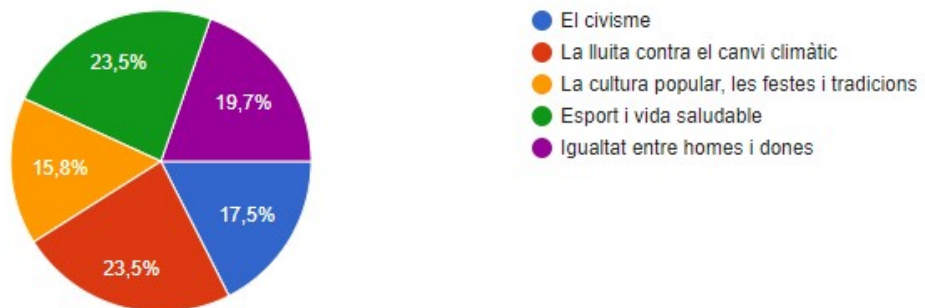 23,5%
19,7%
15,8%
17,5%
23,5%
El civisme
La lluita contra el canvi climàtic
La cultura popular, les festes i tradicions
Esport i vida saludable
Igualtat entre homes i dones